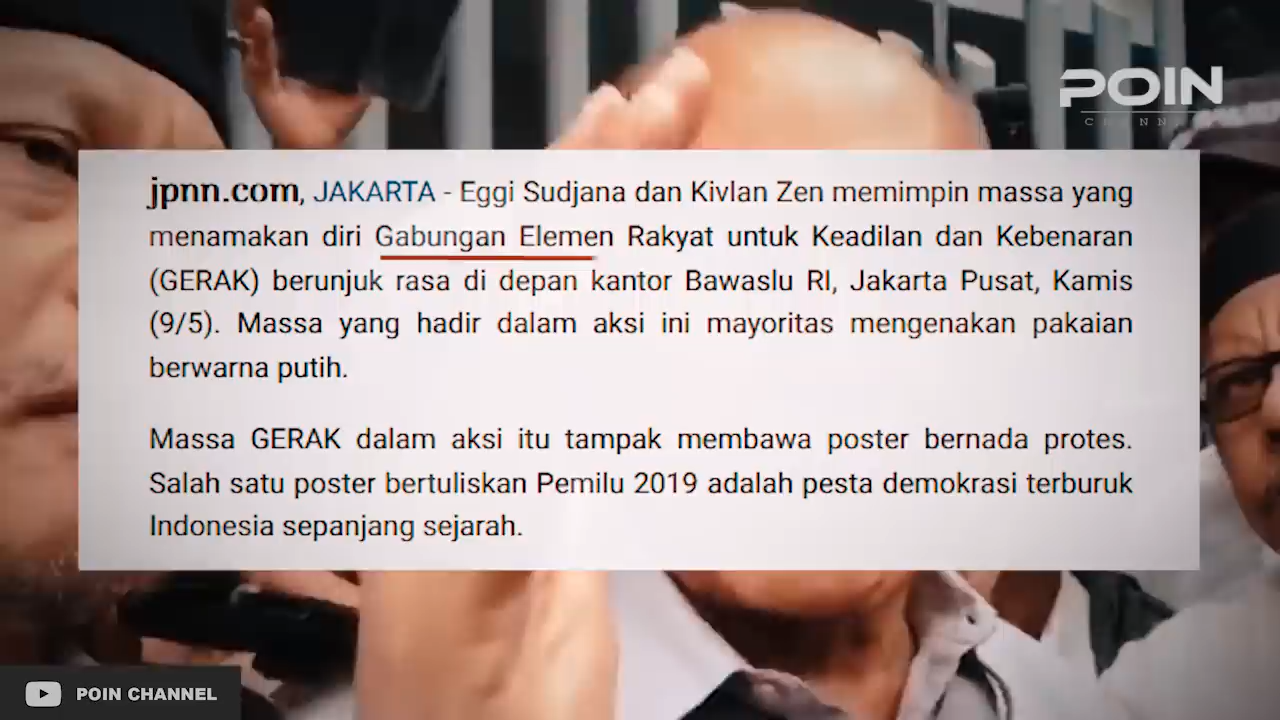 POIN
CHANN
jpnn.com, JAKARTA - Eggi Sudjana dan Kivlan Zen memimpin massa yang
menamakan diri Gabungan Elemen Rakyat untuk Keadilan dan Kebenaran
(GERAK) berunjuk rasa di depan kantor Bawaslu RI, Jakarta Pusat, Kamis
(9/5). Massa yang hadir dalam aksi ini mayoritas mengenakan pakaian
berwarna putih.
Massa GERAK dalam aksi itu tampak membawa poster bernada protes.
Salah satu poster bertuliskan Pemilu 2019 adalah pesta demokrasi terburuk
Indonesia sepanjang sejarah.
POIN CHANNEL